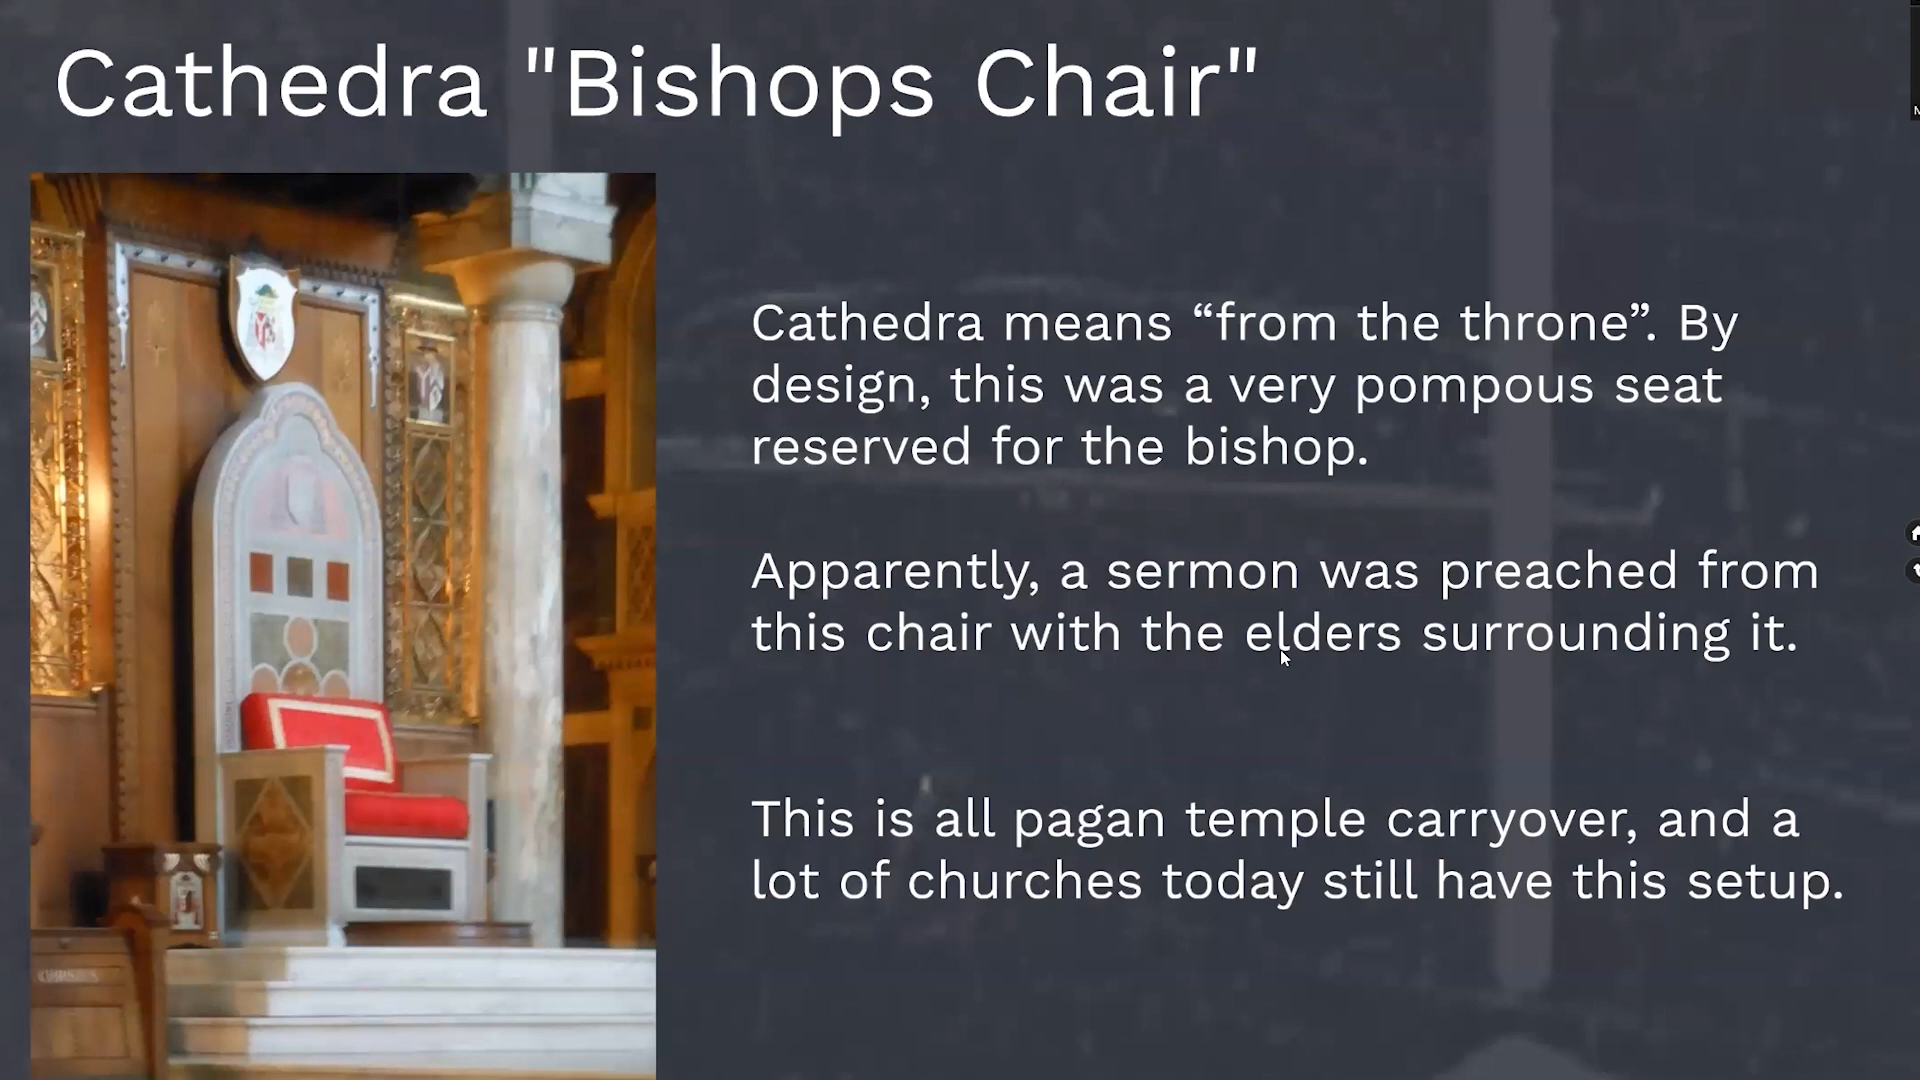 Cathedra "Bishops Chair"
Cathedra means “from the throne”. By
design, this was a very pompous seat
reserved for the bishop.
Apparently, a sermon was preached from
this chair with the elders surrounding it.
This is all pagan temple carryover, and a
lot of churches today still have this setup.